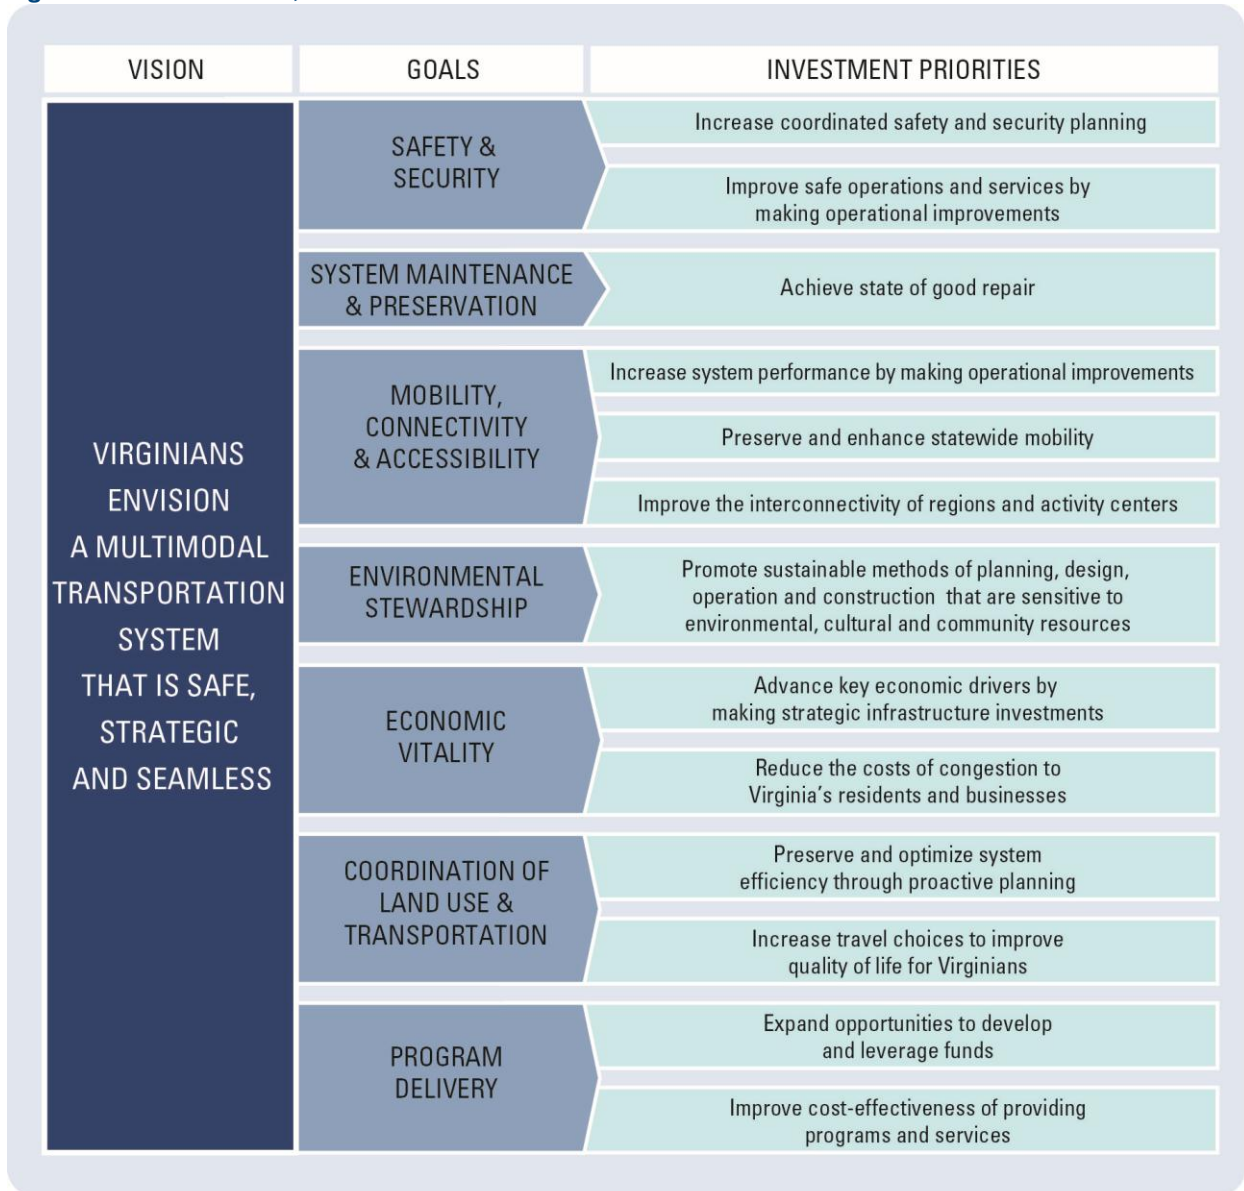 VISION
GOALS
INVESTMENT PRIORITIES
VIRGINIANS
ENVISION
A MULTIMODAL
TRANSPORTATION
SYSTEM
THAT IS SAFE,
STRATEGIC
AND SEAMLESS
SAFETY &
SECURITY
Increase coordinated safety and security planning
Improve safe operations and services by
making operational improvements
SYSTEM MAINTENANCE
& PRESERVATION
Achieve state of good repair
MOBILITY,
CONNECTIVITY
& ACCESSIBILITY
Increase system performance by making operational improvements
Preserve and enhance statewide mobility
Improve the interconnectivity of regions and activity centers
ENVIRONMENTAL
STEWARDSHIP
Promote sustainable methods of planning, design,
operation and construction that are sensitive to
environmental, cultural and community resources
ECONOMIC
VITALITY
Advance key economic drivers by
making strategic infrastructure investments
Reduce the costs of congestion to
Virginia's residents and businesses
COORDINATION OF
LAND USE &
TRANSPORTATION
Preserve and optimize system
efficiency through proactive planning
Increase travel choices to improve
quality of life for Virginians
PROGRAM
DELIVERY
Expand opportunities to develop
and leverage funds
Improve cost-effectiveness of providing
programs and services